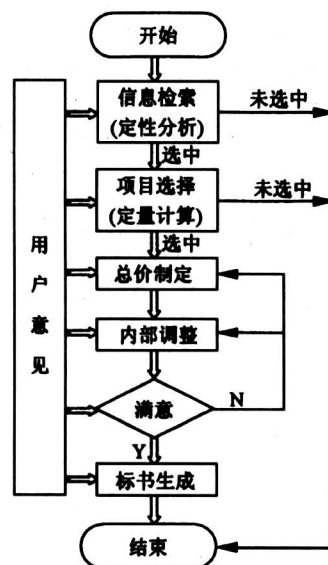 开始
信息检索
(定性分析)
未选中
选中
项目选择
(定量计算)
未选中
选中
用户意见
总价制定
内部调整
满意
N
Y
标书生成
结束